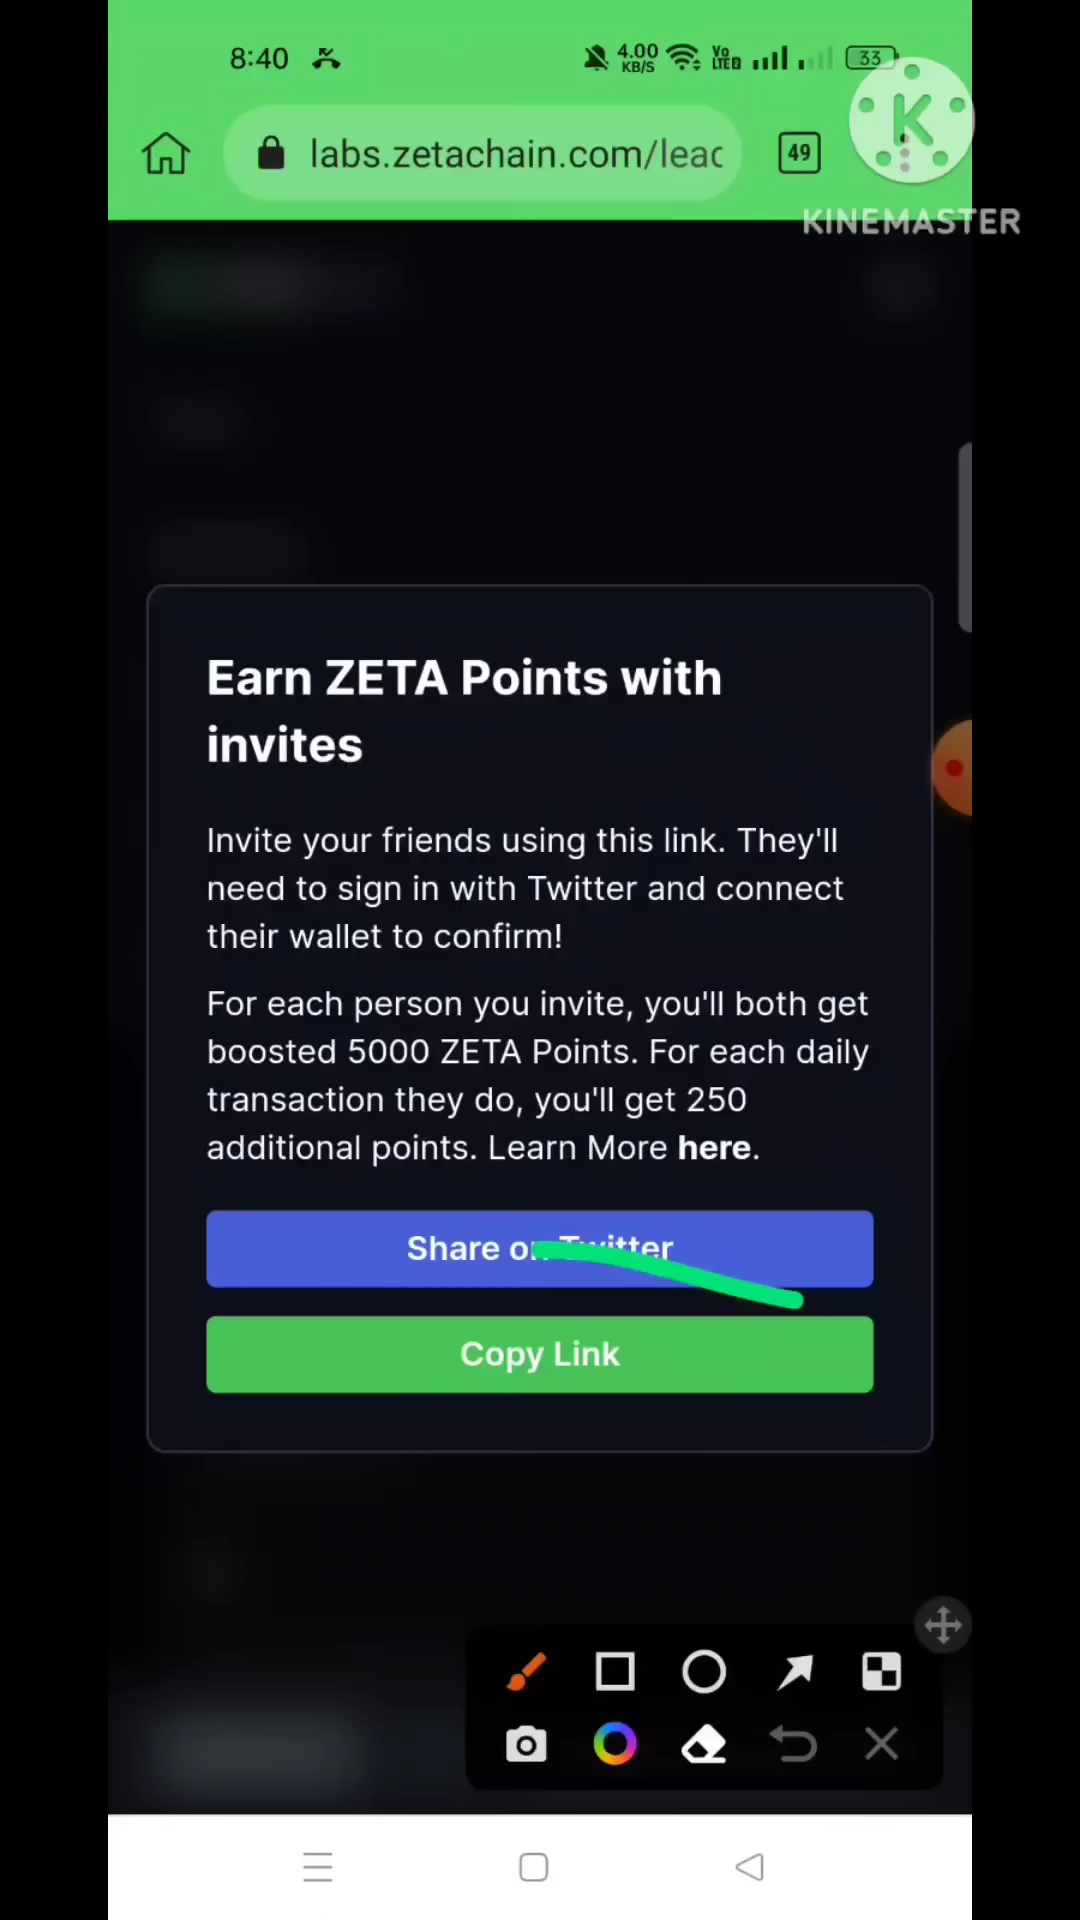 8:40
4.00
KB/S
Vo
LTE2
33
labs.zetachain.com/leac
49
K
KINEMASTER
Earn ZETA Points with
invites
Invite your friends using this link. They'll
need to sign in with Twitter and connect
their wallet to confirm!
For each person you invite, you'll both get
boosted 5000 ZETA Points. For each daily
transaction they do, you'll get 250
additional points. Learn More here.
Share on Twitter
Copy Link